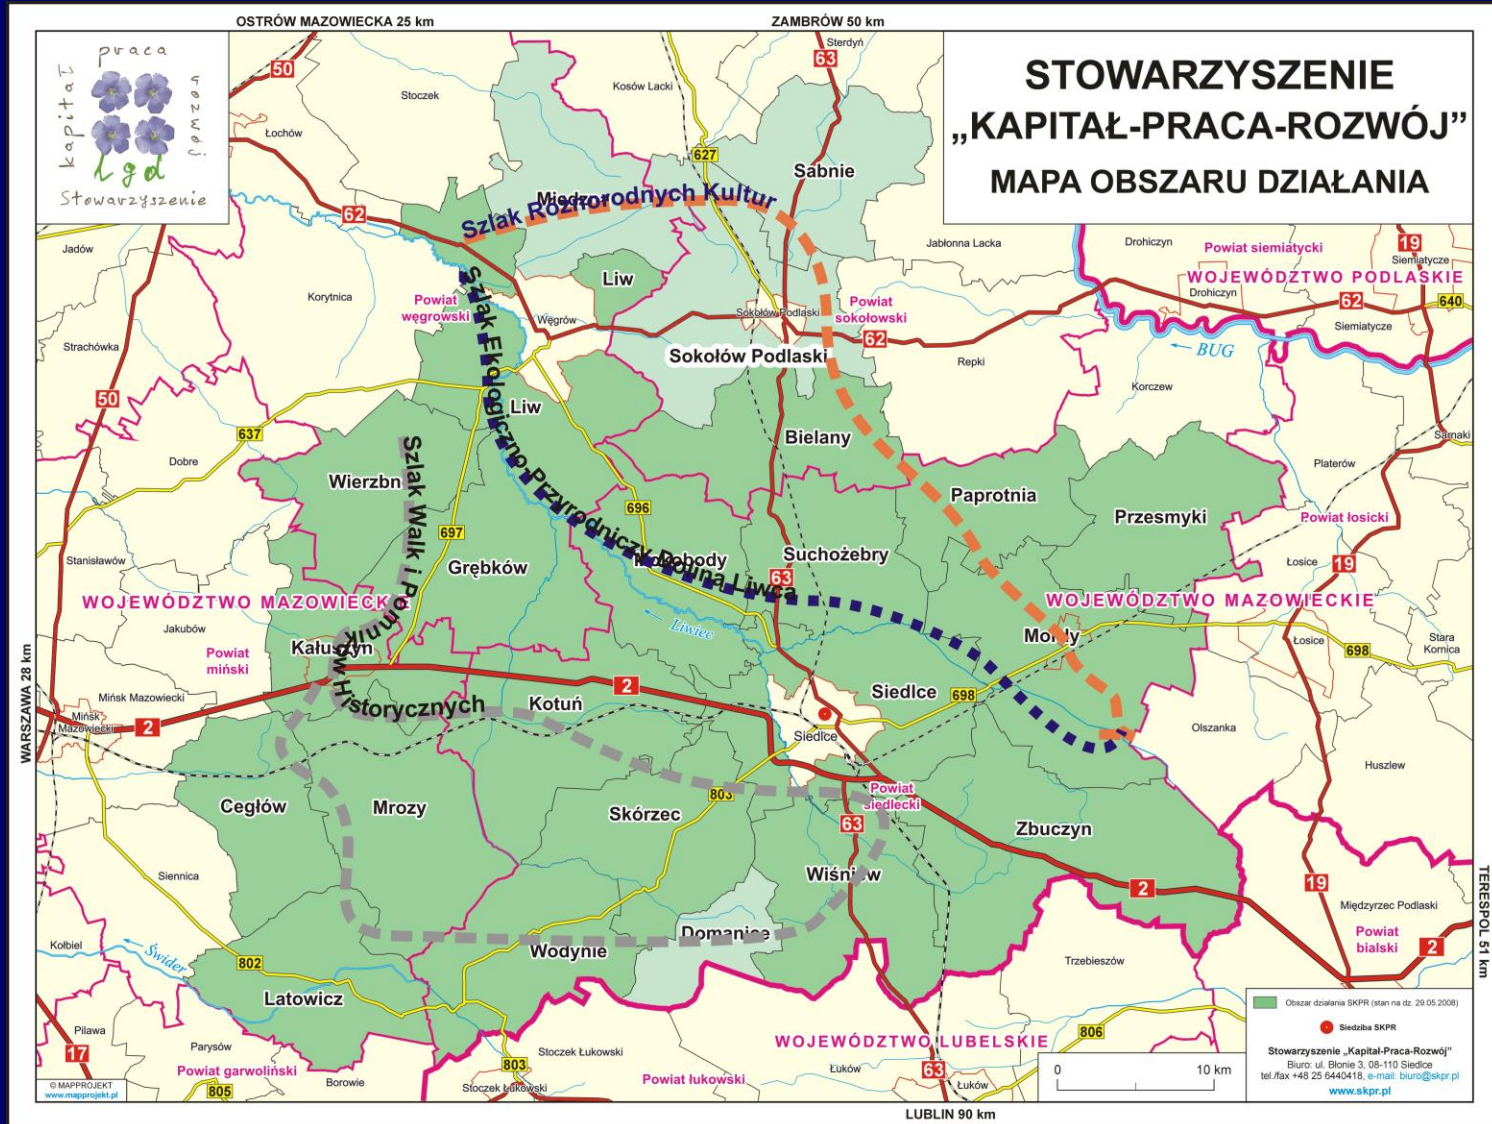 OSTRÓW MAZOWIECKA 25 km
ZAMBRÓW 50 km
praca
kapitał
rozwój
Lgd
Stowarzyszenie
STOWARZYSZENIE
„KAPITAŁ-PRACA-ROZWÓJ”
MAPA OBSZARU DZIAŁANIA
50
63
Sterdyń
Stoczek
Kosów Lacki
Łochów
627
Sabnie
Szlak Różnorodnych Kultur
62
Jadów
Jabłonna Lacka
Drohiczyn
Powiat siemiatycki
19
Siemiatycze
WOJEWÓDZTWO PODLASKIE
Drohiczyn
62
640
Siemiatycze
Korytnica
Powiat
węgrowski
Liw
Węgrów
Sokołów Podlaski
Powiat
sokołowski
62
Strachówka
Sokołów Podlaski
Repki
BUG
Korczew
50
Szlak Ekologiczno Przyrodniczy Dolina Liwca
Liw
637
Bielany
Sarnaki
Dobre
Szlak Walk i Pomników Historycznych
Platerów
Paprotnia
Przesmyki
Powiat łosicki
696
697
Suchożebry
Stanisławów
Grębków
63
Łosice
19
WOJEWÓDZTWO MAZOWIECKIE
WOJEWÓDZTWO MAZOWIECKIE
Jakubów
Liwiec
Mordy
Łosice
698
Stara
Kornica
Powiat
miński
Kałuszyn
WARSZAWA 28 km
Mińsk Mazowiecki
2
Mińsk
Mazowiecki
2
Kotuń
Siedlce
698
Siedlce
Olszanka
Huszlew
Cegłów
Mrozy
Skórzec
803
Powiat
siedlecki
63
Zbuczyn
Siennica
Wiśniew
2
19
Międzyrzec Podlaski
Powiat
bialski
2
TERESPOL 51 km
Kołbiel
Świder
Domanice
Wodynie
802
Latowicz
Trzebieszów
Pilawa
17
Parysów
Powiat garwoliński
805
Borowie
803
Stoczek Łukowski
Stoczek Łukowski
Powiat łukowski
WOJEWÓDZTWO LUBELSKIE
806
Łuków
63
Łuków
0
10 km
Obszar działania SKPR (stan na dz. 29.05.2008)
Siedziba SKPR
Stowarzyszenie „Kapitał-Praca-Rozwój”
Biuro: ul. Błonie 3, 08-110 Siedlce
tel./fax +48 25 6440418, e-mail: biuro@skpr.pl
www.skpr.pl
© MAPPROJEKT
www.mapprojekt.pl
LUBLIN 90 km